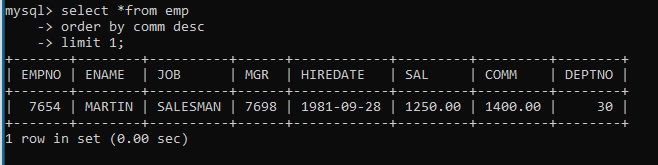 mysql> select *from emp
    -> order by comm desc
    -> limit 1;
+-------+--------+----------+------+------------+---------+---------+--------+
| EMPNO | ENAME  | JOB      | MGR  | HIREDATE   | SAL     | COMM    | DEPTNO |
+-------+--------+----------+------+------------+---------+---------+--------+
|  7654 | MARTIN | SALESMAN | 7698 | 1981-09-28 | 1250.00 | 1400.00 |     30 |
+-------+--------+----------+------+------------+---------+---------+--------+
1 row in set (0.00 sec)